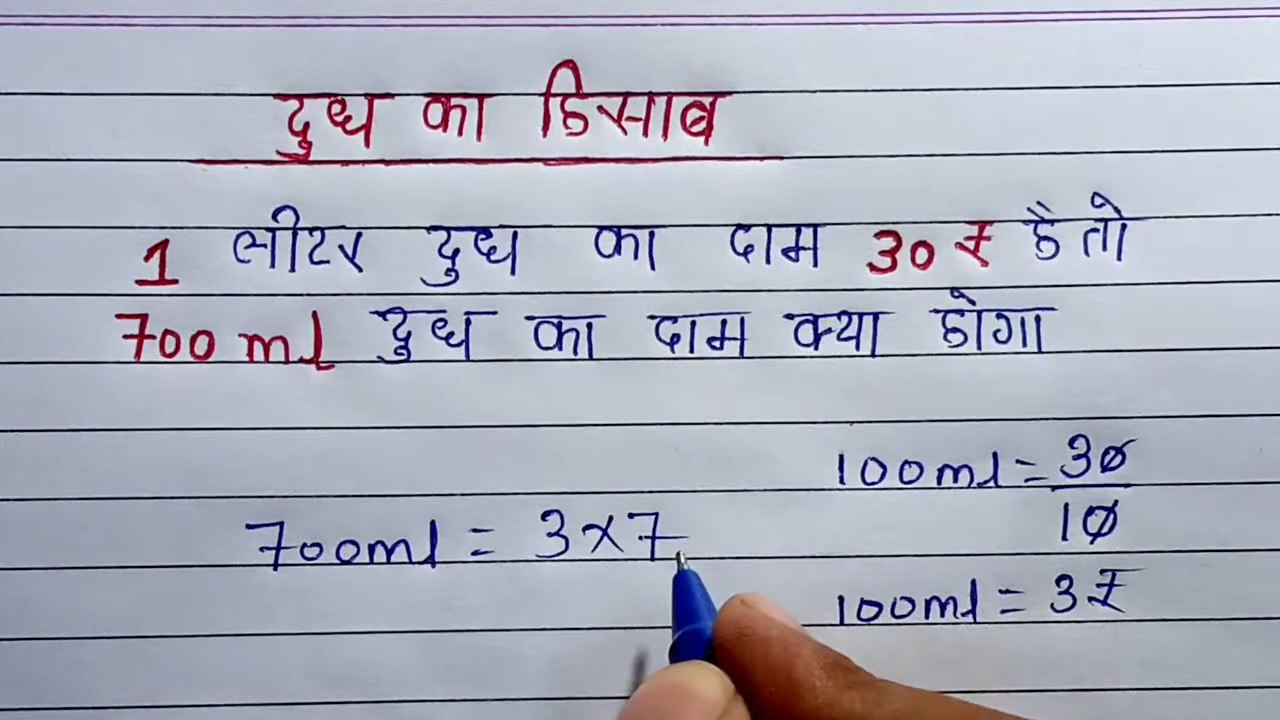 दुध का हिसाब
1 लीटर दुध का दाम 30 ₹ है तो
700 ml दुध का दाम क्या होगा
100ml = 30
10
700ml = 3×7
100ml = 3₹